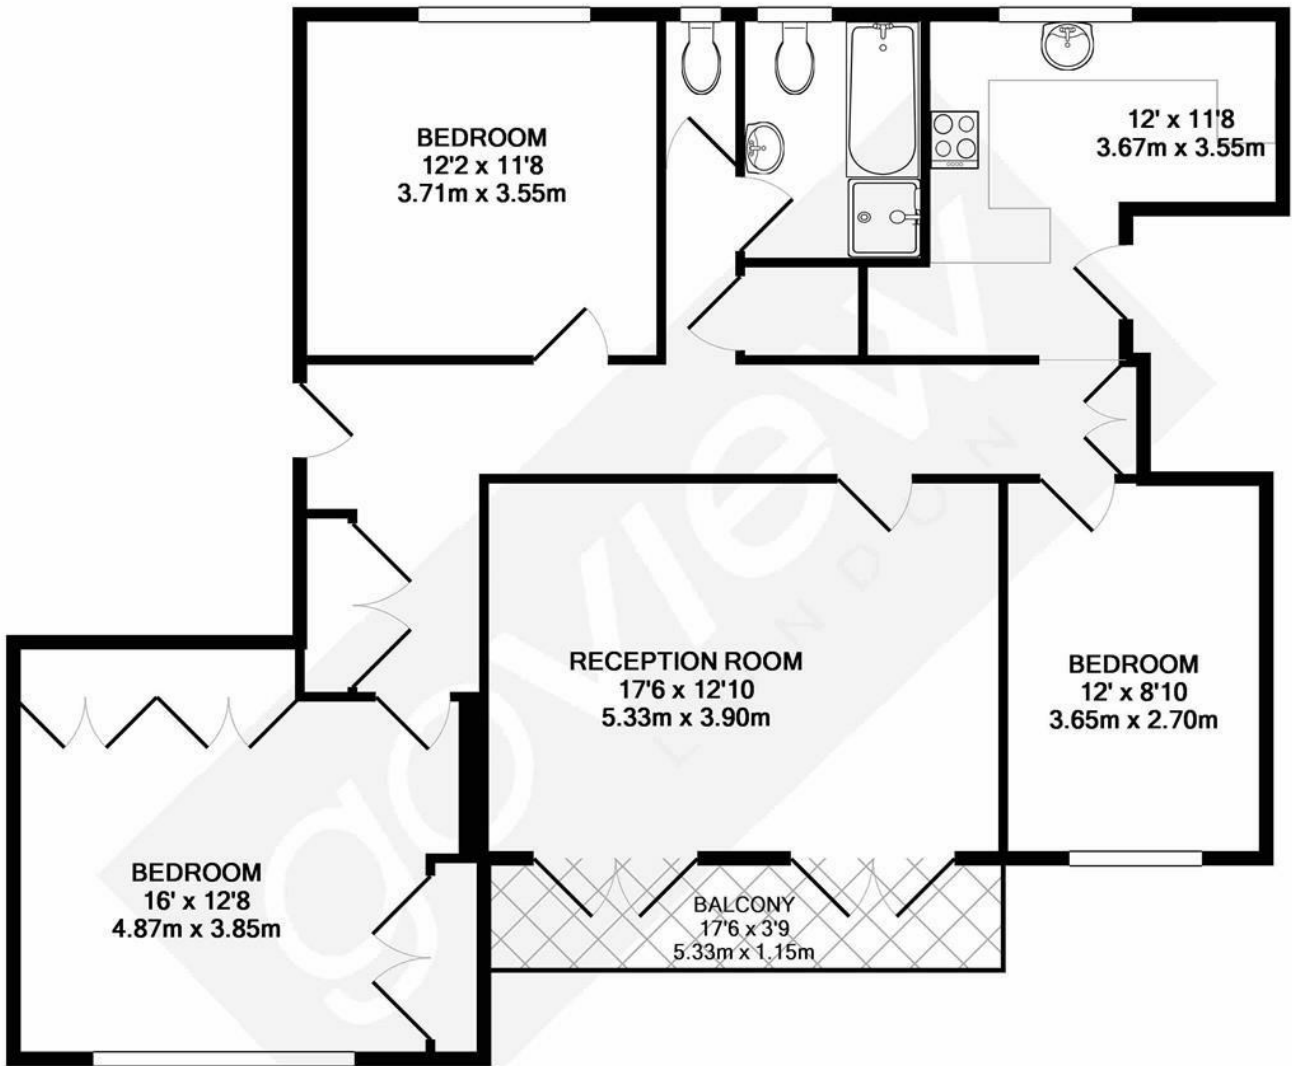 BEDROOM
12'2 x 11'8
3.71m x 3.55m
12' x 11'8
3.67m x 3.55m
RECEPTION ROOM
17'6 x 12'10
5.33m x 3.90m
BEDROOM
12' x 8'10
3.65m x 2.70m
BEDROOM
16' x 12'8
4.87m x 3.85m
BALCONY
17'6 x 3'9
5.33m x 1.15m
goview
LONDON